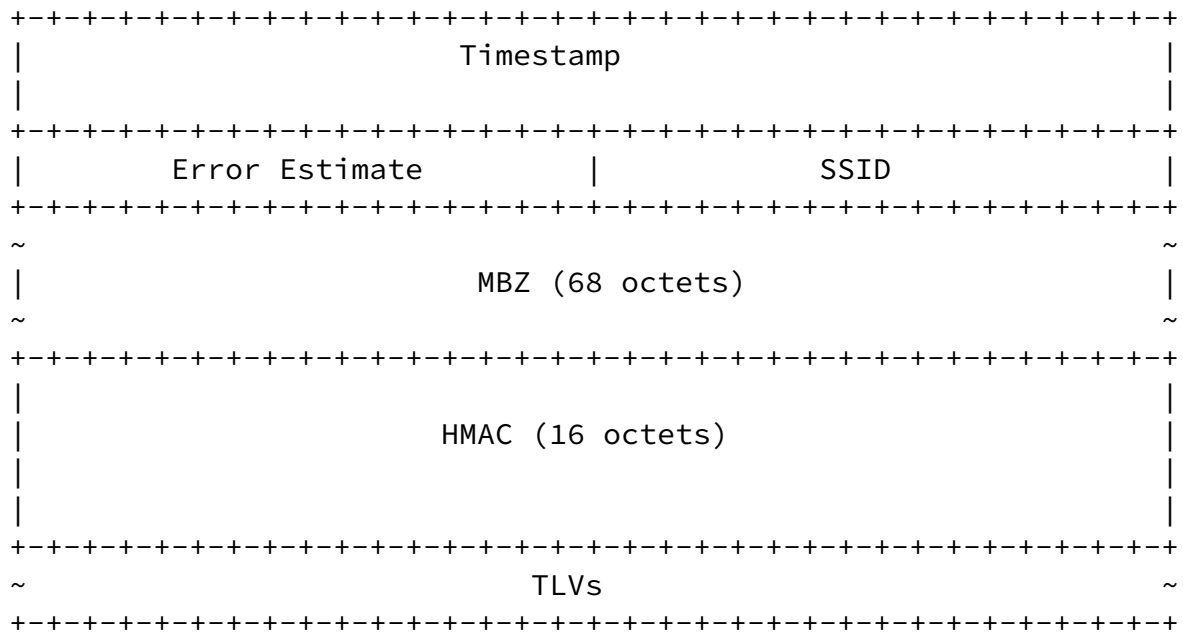 +-+-+-+-+-+-+-+-+-+-+-+-+-+-+-+-+-+-+-+-+-+-+-+-+-+-+-+-+-+-+-+-+
|                        Timestamp                              |
|                                                               |
+-+-+-+-+-+-+-+-+-+-+-+-+-+-+-+-+-+-+-+-+-+-+-+-+-+-+-+-+-+-+-+-+
|        Error Estimate         |            SSID               |
+-+-+-+-+-+-+-+-+-+-+-+-+-+-+-+-+-+-+-+-+-+-+-+-+-+-+-+-+-+-+-+-+
~                                                               ~
|                         MBZ (68 octets)                       |
~                                                               ~
+-+-+-+-+-+-+-+-+-+-+-+-+-+-+-+-+-+-+-+-+-+-+-+-+-+-+-+-+-+-+-+-+
|                                                               |
|                       HMAC (16 octets)                        |
|                                                               |
|                                                               |
+-+-+-+-+-+-+-+-+-+-+-+-+-+-+-+-+-+-+-+-+-+-+-+-+-+-+-+-+-+-+-+-+
~                            TLVs                               ~
+-+-+-+-+-+-+-+-+-+-+-+-+-+-+-+-+-+-+-+-+-+-+-+-+-+-+-+-+-+-+-+-+